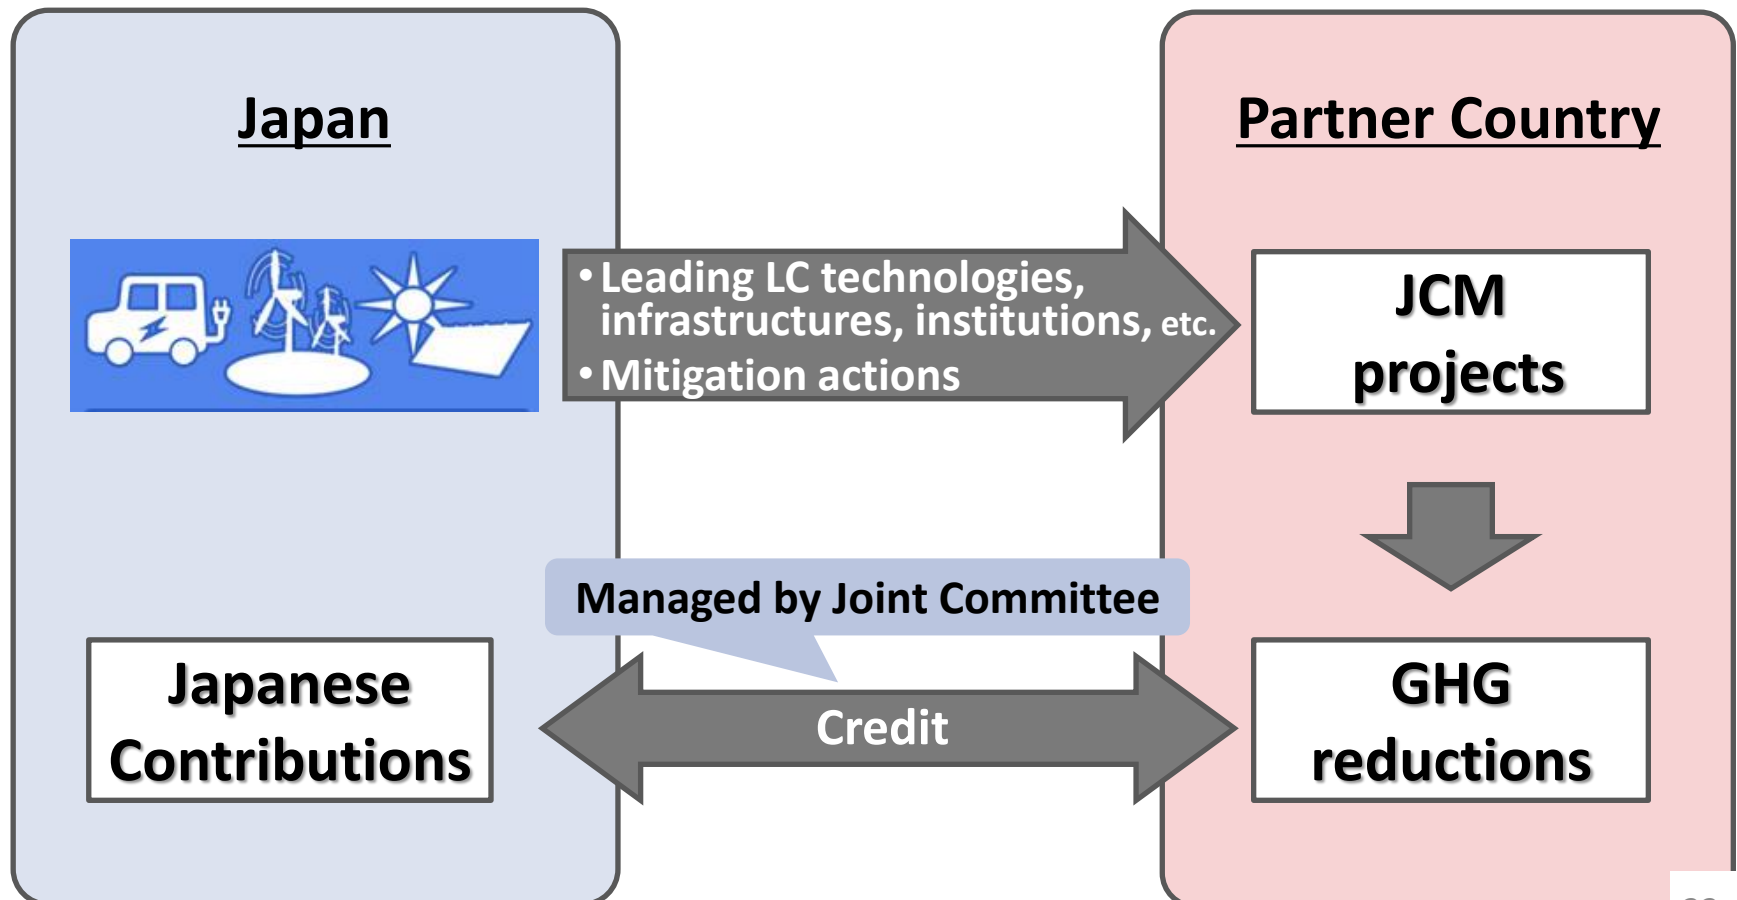 Japan
Partner Country
• Leading LC technologies,
infrastructures, institutions, etc.
• Mitigation actions
JCM
projects
Managed by Joint Committee
Japanese
Contributions
Credit
GHG
reductions